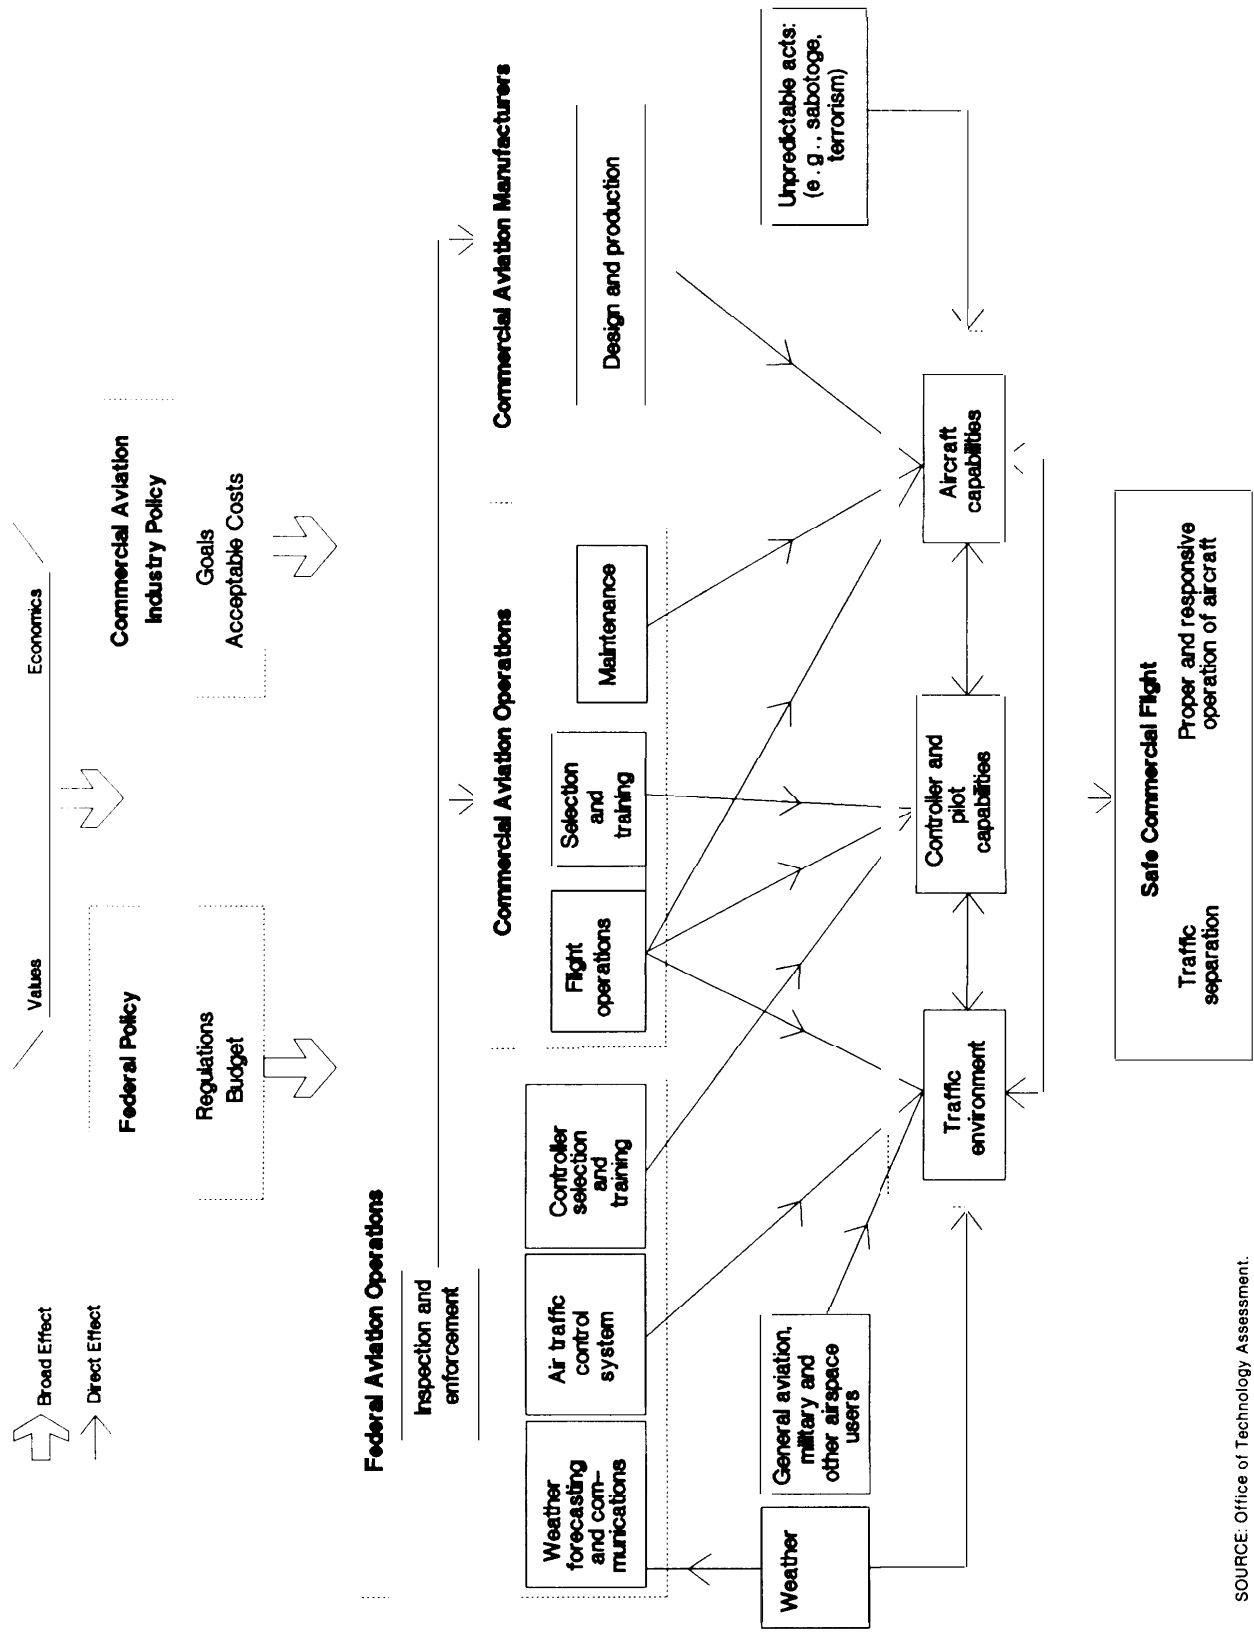 Broad Effect
Direct Effect
Values
Economics
Federal Policy
Regulations
Budget
Commercial Aviation
Industry Policy
Goals
Acceptable Costs
Federal Aviation Operations
Inspection and
enforcement
Weather
forecasting
and com-
munications
Air traffic
control
system
Controller
selection
and
training
Commercial Aviation Operations
Flight
operations
Selection
and
training
Maintenance
Commercial Aviation Manufacturers
Design and production
Weather
General aviation,
military and
other airspace
users
Unpredictable acts:
(e.g., sabotoge,
terrorism)
Traffic
environment
Controller and
pilot
capabilities
Aircraft
capabilities
Safe Commercial Flight
Traffic
separation
Proper and responsive
operation of aircraft
SOURCE: Office of Technology Assessment.